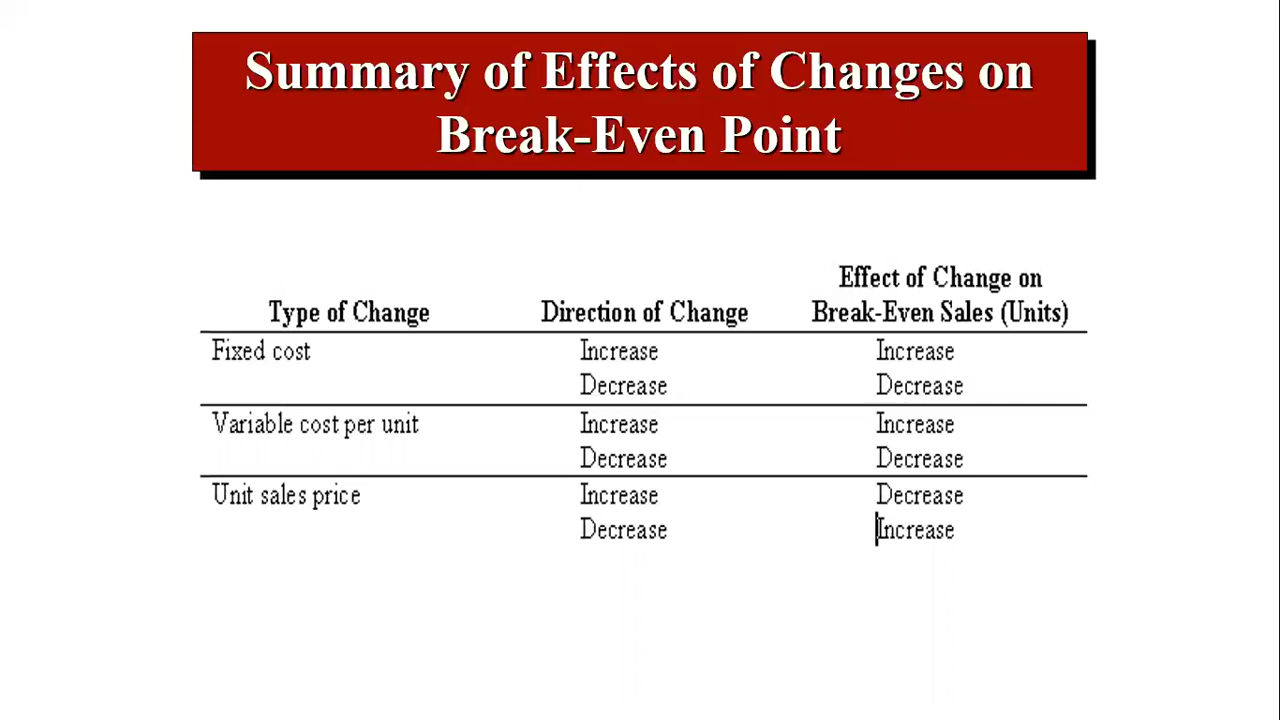 Summary of Effects of Changes on
Break-Even Point
Effect of Change on
Type of Change Direction of Change Break-Even Sales (Units)
Fixed cost Increase Increase
Decrease Decrease
Variable cost per unit Increase Increase
Decrease Decrease
Unit sales price Increase Decrease
Decrease Increase